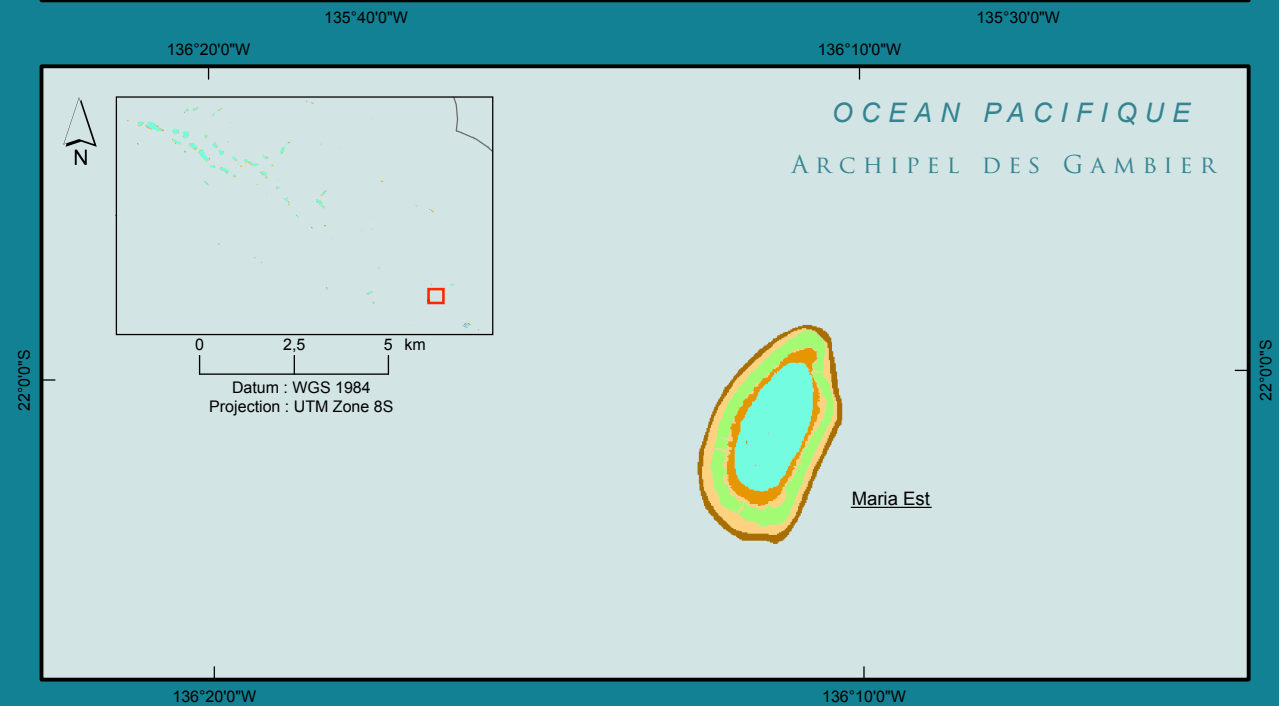 135°40'0"W 135°30'0"W
136°20'0"W 136°10'0"W
OCEAN PACIFIQUE
ARCHIPEL DES GAMBIER
N
0 2,5 5 km
Datum : WGS 1984
Projection : UTM Zone 8S
22°0'0"S 22°0'0"S
Maria Est
136°20'0"W 136°10'0"W